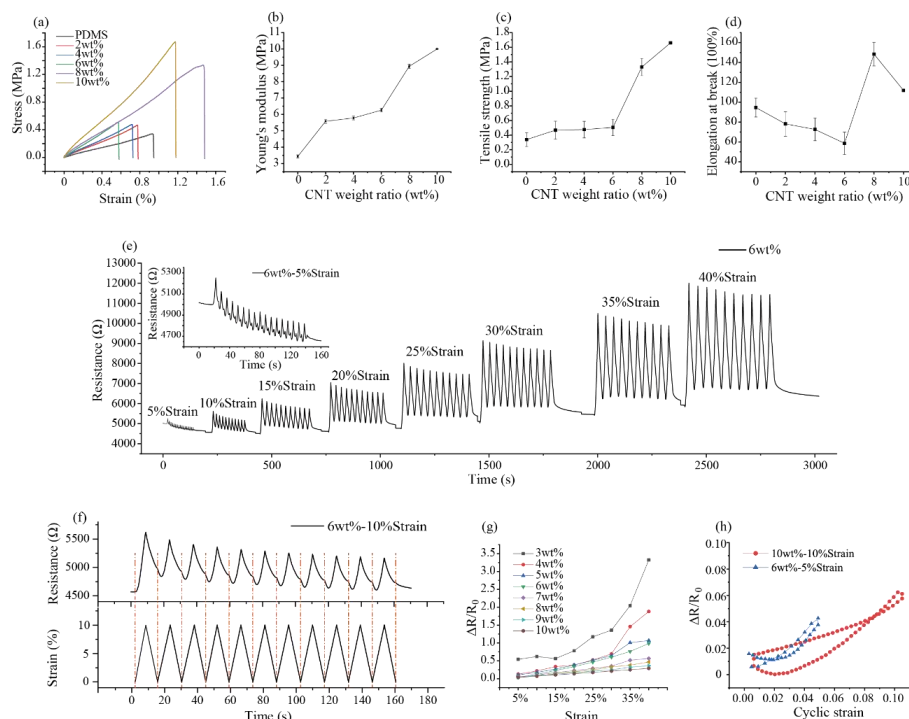 (a)
PDMS
2wt%
4wt%
6wt%
8wt%
10wt%
1.6
1.2
0.8
0.4
0.0
Stress (MPa)
0 0.4 0.8 1.2 1.6
Strain (%)
(b)
10
9
8
7
6
5
4
3
2
Young's modulus (MPa)
0 2 4 6 8 10
CNT weight ratio (wt%)
(c)
1.8
1.6
1.4
1.2
1.0
0.8
0.6
0.4
0.2
0.0
Tensile strength (MPa)
0 2 4 6 8 10
CNT weight ratio (wt%)
(d)
160
140
120
100
80
60
40
Elongation at break (100%)
0 2 4 6 8 10
CNT weight ratio (wt%)
(e)
6wt%
13000
12000
11000
10000
9000
8000
7000
6000
5000
4000
Resistance (Ω)
6wt%-5%Strain
5300
5100
4900
4700
Resistance (Ω)
0 40 80 120 160
Time (s)
5%Strain
10%Strain
15%Strain
20%Strain
25%Strain
30%Strain
35%Strain
40%Strain
0 500 1000 1500 2000 2500 3000
Time (s)
(f)
6wt%-10%Strain
5500
5000
4500
Resistance (Ω)
10
5
0
Strain (%)
0 20 40 60 80 100 120 140 160 180
Time (s)
(g)
3wt%
4wt%
5wt%
6wt%
7wt%
8wt%
9wt%
10wt%
3.5
3.0
2.5
2.0
1.5
1.0
0.5
0.0
ΔR/R0
5% 15% 25% 35%
Strain
(h)
10wt%-10%Strain
6wt%-5%Strain
0.10
0.08
0.06
0.04
0.02
0
ΔR/R0
0.00 0.02 0.04 0.06 0.08 0.10
Cyclic strain